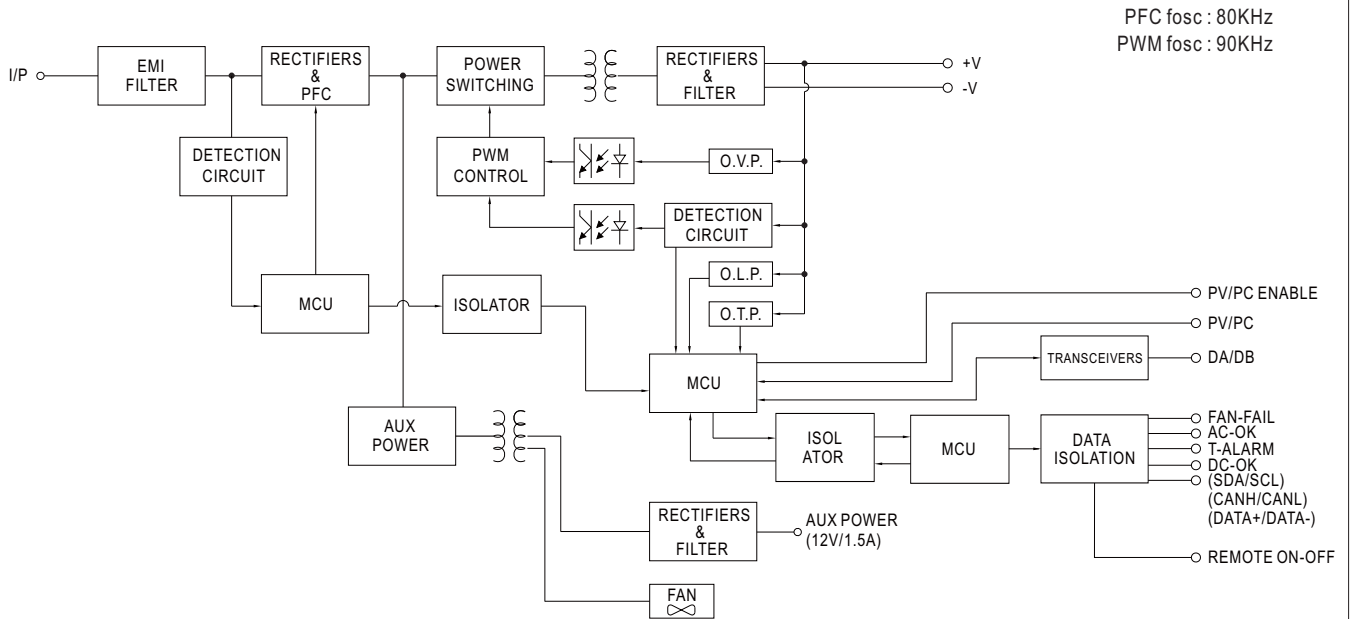 PFC fosc : 80KHz
PWM fosc : 90KHz
I/P
EMI
FILTER
RECTIFIERS
&
PFC
POWER
SWITCHING
RECTIFIERS
&
FILTER
+V
-V
DETECTION
CIRCUIT
PWM
CONTROL
O.V.P.
DETECTION
CIRCUIT
O.L.P.
O.T.P.
MCU
ISOLATOR
MCU
PV/PC ENABLE
PV/PC
TRANSCEIVERS
DA/DB
AUX
POWER
ISOL
ATOR
MCU
DATA
ISOLATION
FAN-FAIL
AC-OK
T-ALARM
DC-OK
(SDA/SCL)
(CANH/CANL)
(DATA+/DATA-)
RECTIFIERS
&
FILTER
AUX POWER
(12V/1.5A)
REMOTE ON-OFF
FAN